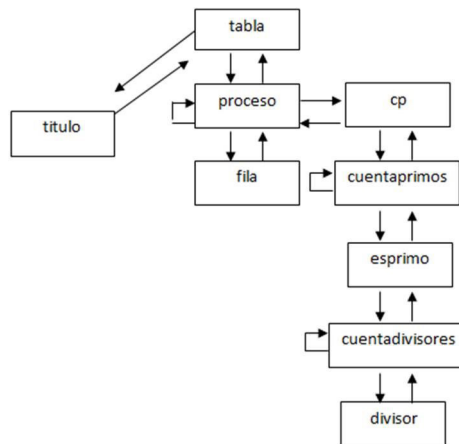 tabla
proceso
cp
titulo
fila
cuentaprimos
esprimo
cuentadivisores
divisor